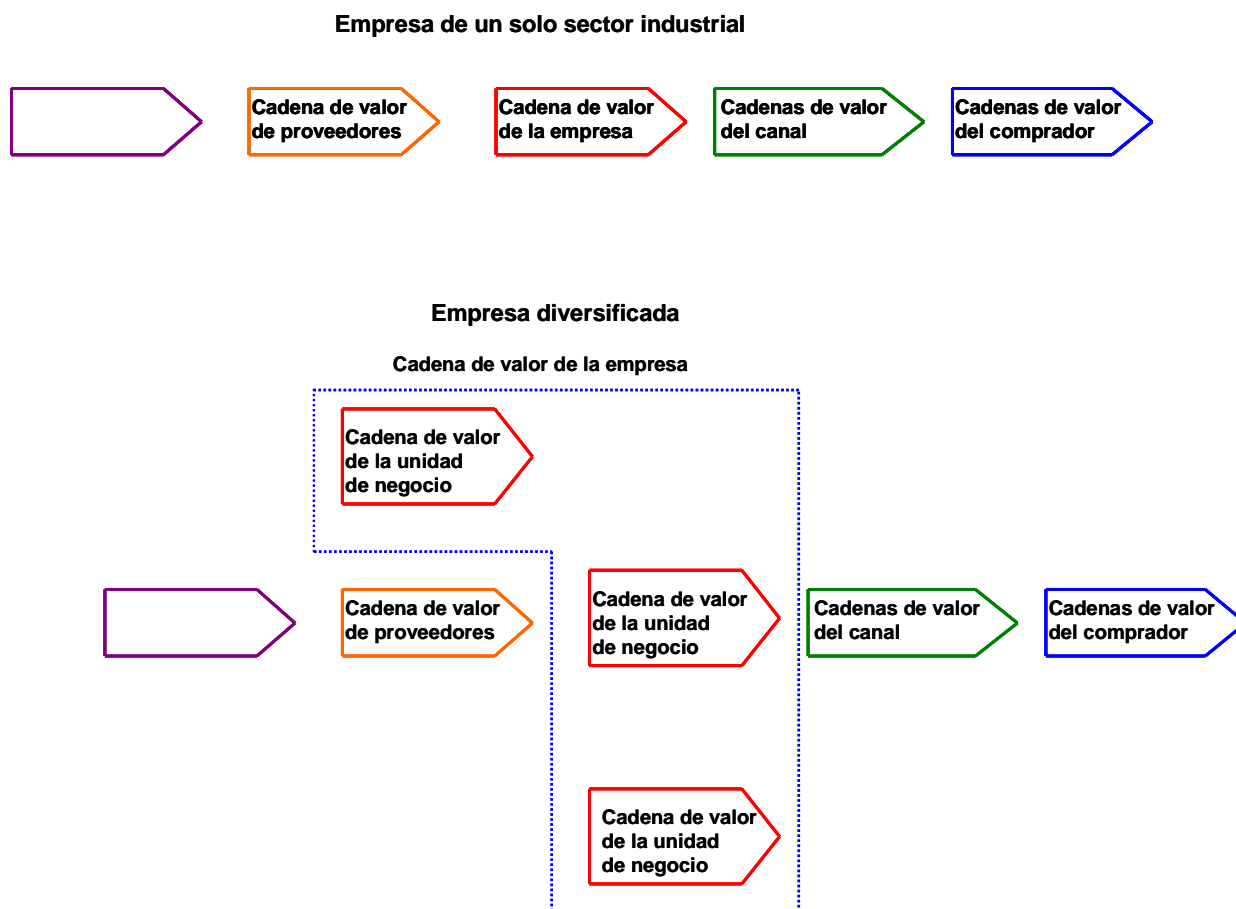 Empresa de un solo sector industrial
Cadena de valor
de proveedores
Cadena de valor
de la empresa
Cadenas de valor
del canal
Cadenas de valor
del comprador
Empresa diversificada
Cadena de valor de la empresa
Cadena de valor
de la unidad
de negocio
Cadena de valor
de proveedores
Cadena de valor
de la unidad
de negocio
Cadenas de valor
del canal
Cadenas de valor
del comprador
Cadena de valor
de la unidad
de negocio